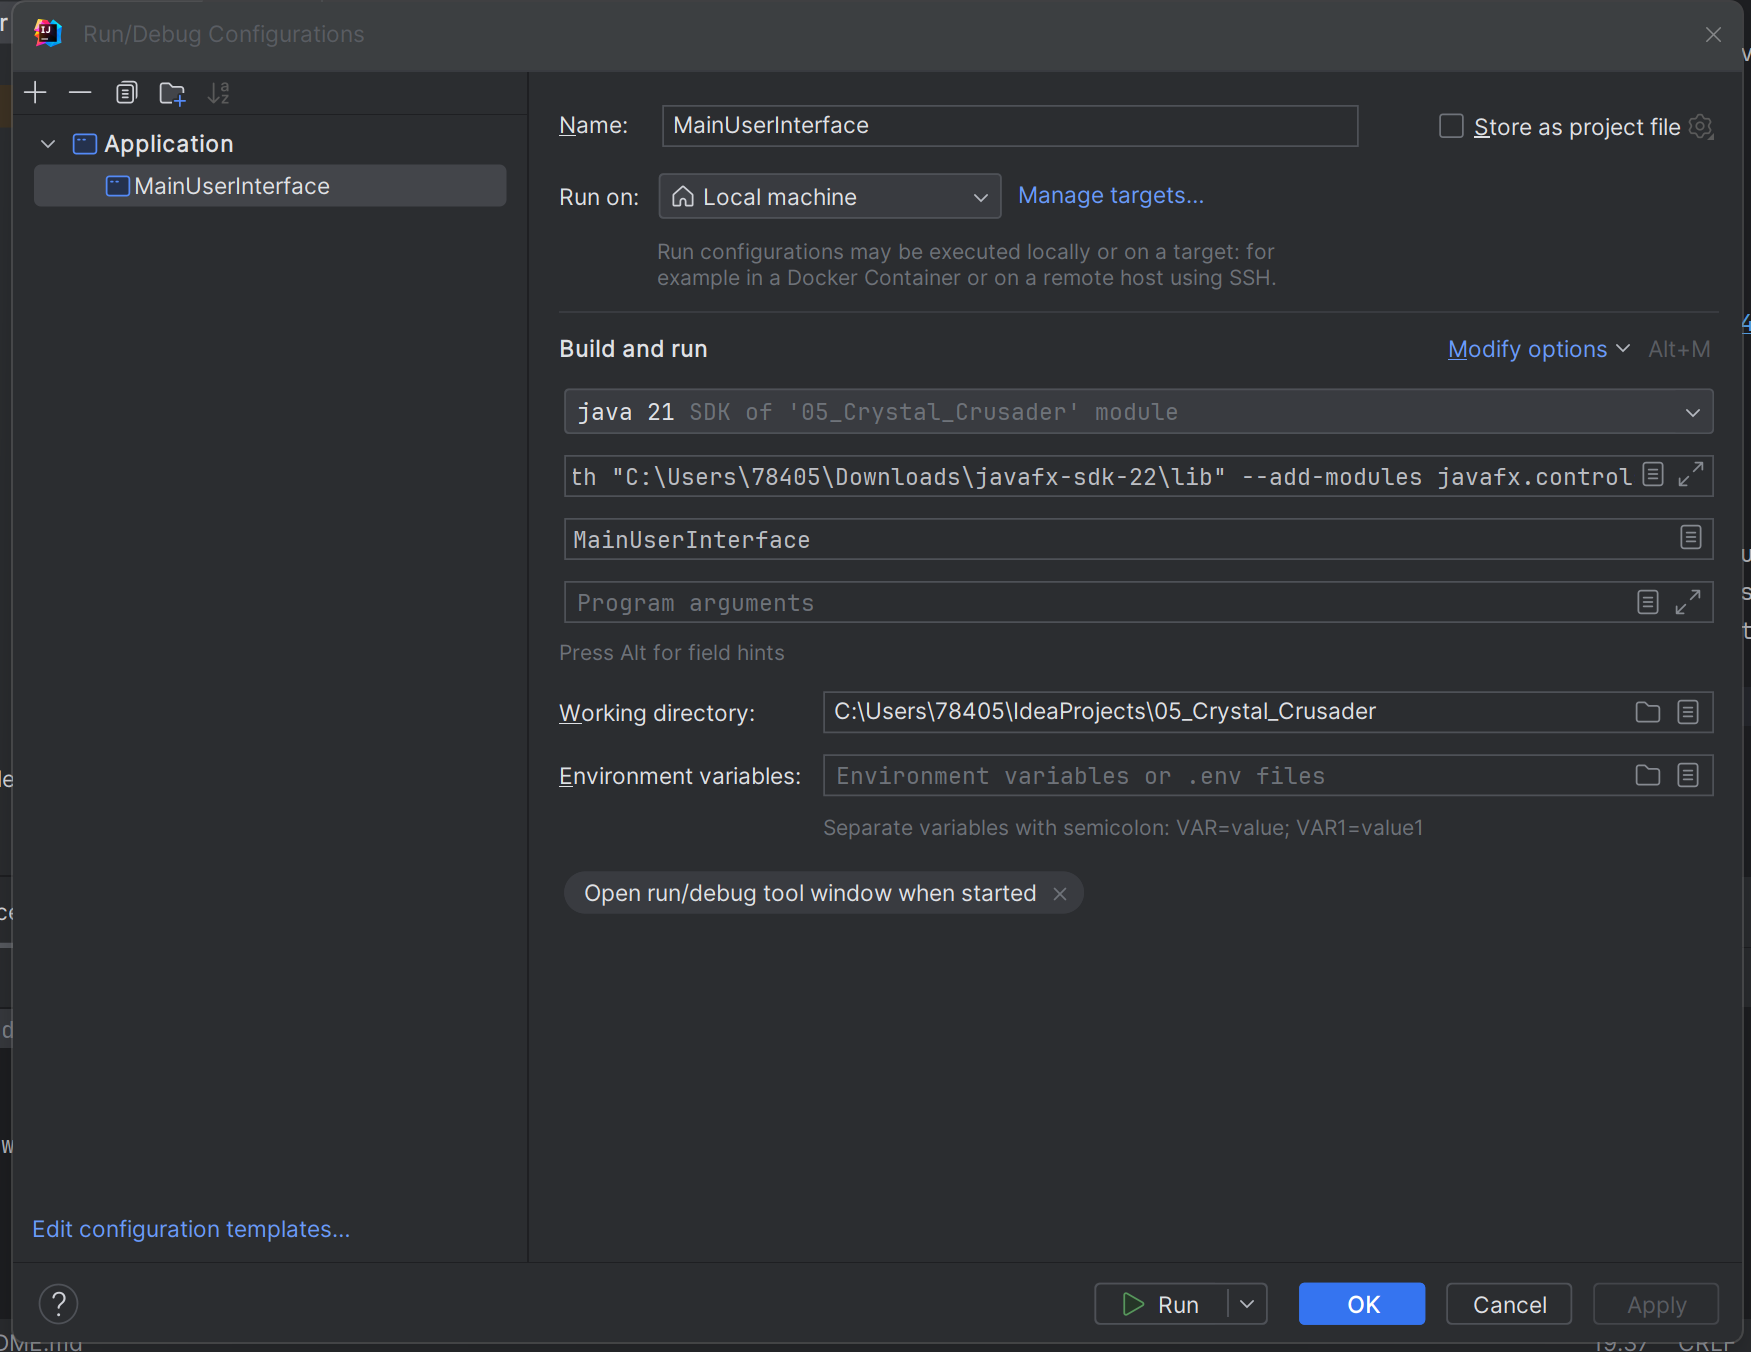 Run/Debug Configurations
Application
MainUserInterface
Name:
MainUserInterface
Store as project file
Run on:
Local machine
Manage targets...
Run configurations may be executed locally or on a target: for
example in a Docker Container or on a remote host using SSH.
Build and run
Modify options
Alt+M
java 21 SDK of '05_Crystal_Crusader' module
th "C:\Users\78405\Downloads\javafx-sdk-22\lib" --add-modules javafx.control
MainUserInterface
Program arguments
Press Alt for field hints
Working directory:
C:\Users\78405\IdeaProjects\05_Crystal_Crusader
Environment variables:
Environment variables or .env files
Separate variables with semicolon: VAR=value; VAR1=value1
Open run/debug tool window when started
Edit configuration templates...
?
Run
OK
Cancel
Apply
19:37
CRLF